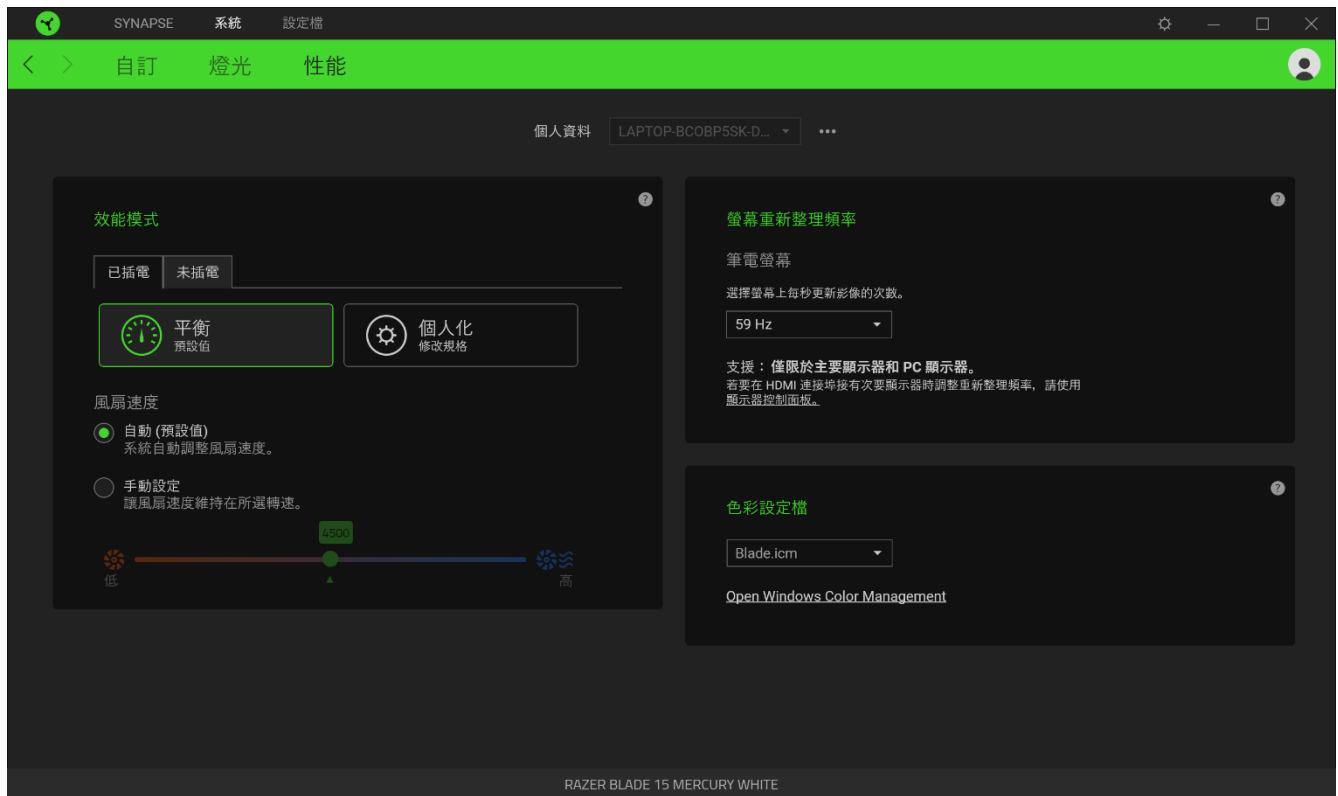 SYNAPSE 系統 設定檔
自訂 燈光 性能
個人資料 LAPTOP-BCOBP5SK-D...
效能模式
已插電 未插電
平衡
預設值
個人化
修改規格
風扇速度
自動 (預設值)
系統自動調整風扇速度。
手動設定
讓風扇速度維持在所選轉速。
4500
低 高
螢幕重新整理頻率
筆電螢幕
選擇螢幕上每秒更新影像的次數。
59 Hz
支援：僅限於主要顯示器和 PC 顯示器。
若要在 HDMI 連接埠接有次要顯示器時調整重新整理頻率，請使用
顯示器控制面板。
色彩設定檔
Blade.icm
Open Windows Color Management
RAZER BLADE 15 MERCURY WHITE